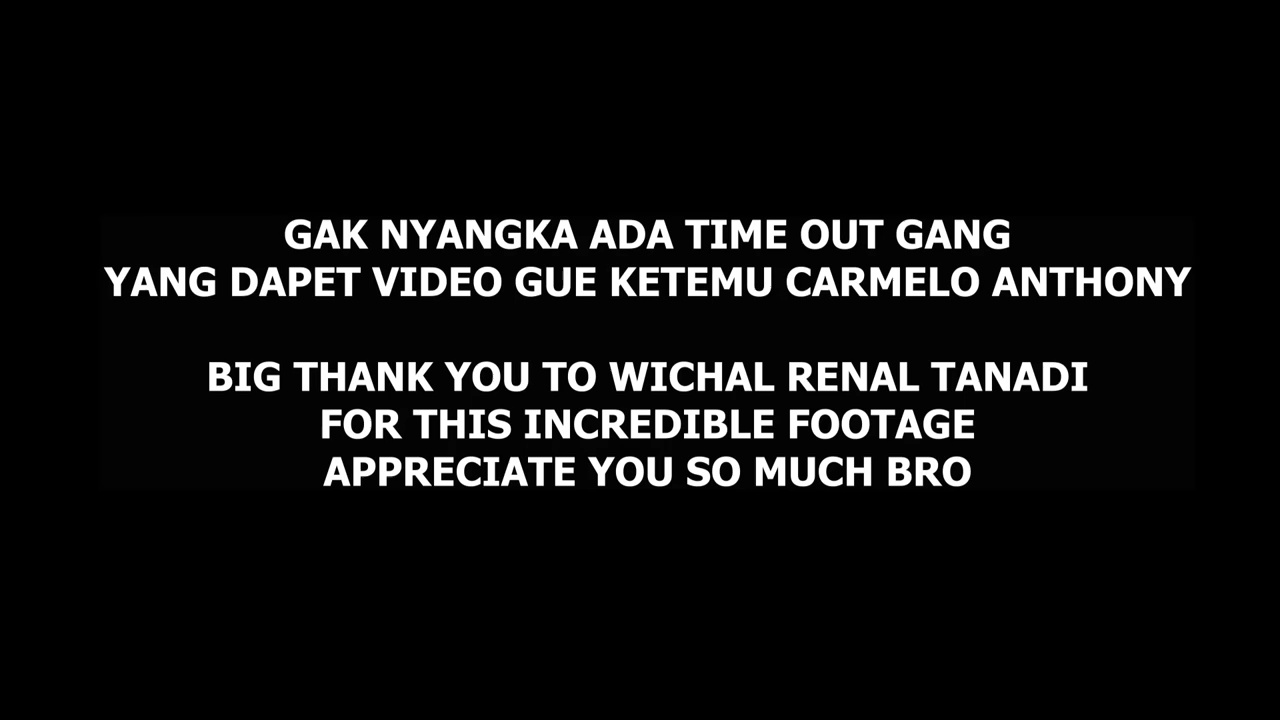 GAK NYANGKA ADA TIME OUT GANG
YANG DAPET VIDEO GUE KETEMU CARMELO ANTHONY
BIG THANK YOU TO WICHAL RENAL TANADI
FOR THIS INCREDIBLE FOOTAGE
APPRECIATE YOU SO MUCH BRO